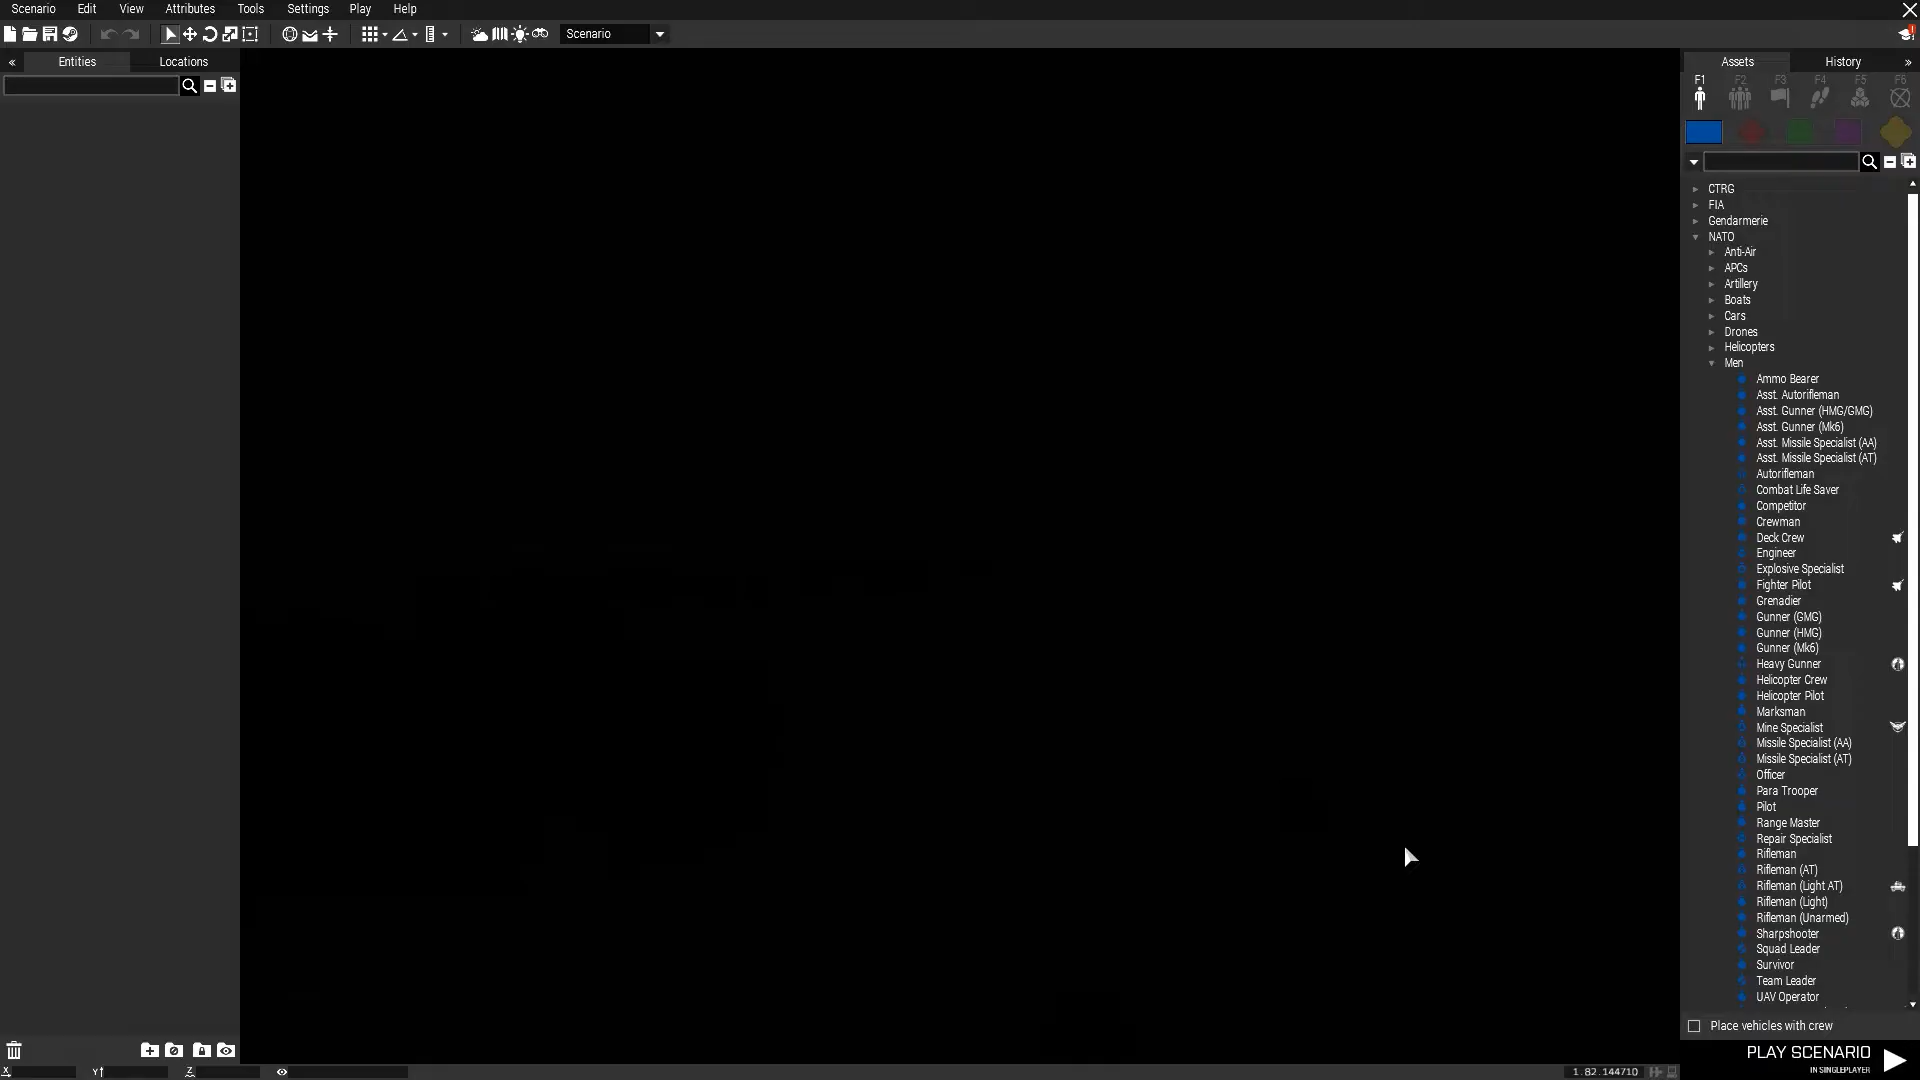 Scenario Edit View Attributes Tools Settings Play Help
Scenario
Entities Locations
Assets History
F1 F2 F3 F4 F5 F6
CTRG
FIA
Gendarmerie
NATO
Anti-Air
APCs
Artillery
Boats
Cars
Drones
Helicopters
Men
Ammo Bearer
Asst. Autorifleman
Asst. Gunner (HMG/GMG)
Asst. Gunner (Mk6)
Asst. Missile Specialist (AA)
Asst. Missile Specialist (AT)
Autorifleman
Combat Life Saver
Competitor
Crewman
Deck Crew
Engineer
Explosive Specialist
Fighter Pilot
Grenadier
Gunner (GMG)
Gunner (HMG)
Gunner (Mk6)
Heavy Gunner
Helicopter Crew
Helicopter Pilot
Marksman
Mine Specialist
Missile Specialist (AA)
Missile Specialist (AT)
Officer
Para Trooper
Pilot
Range Master
Repair Specialist
Rifleman
Rifleman (AT)
Rifleman (Light AT)
Rifleman (Light)
Rifleman (Unarmed)
Sharpshooter
Squad Leader
Survivor
Team Leader
UAV Operator
Place vehicles with crew
PLAY SCENARIO
IN SINGLEPLAYER
X Y Z 1.82.144710